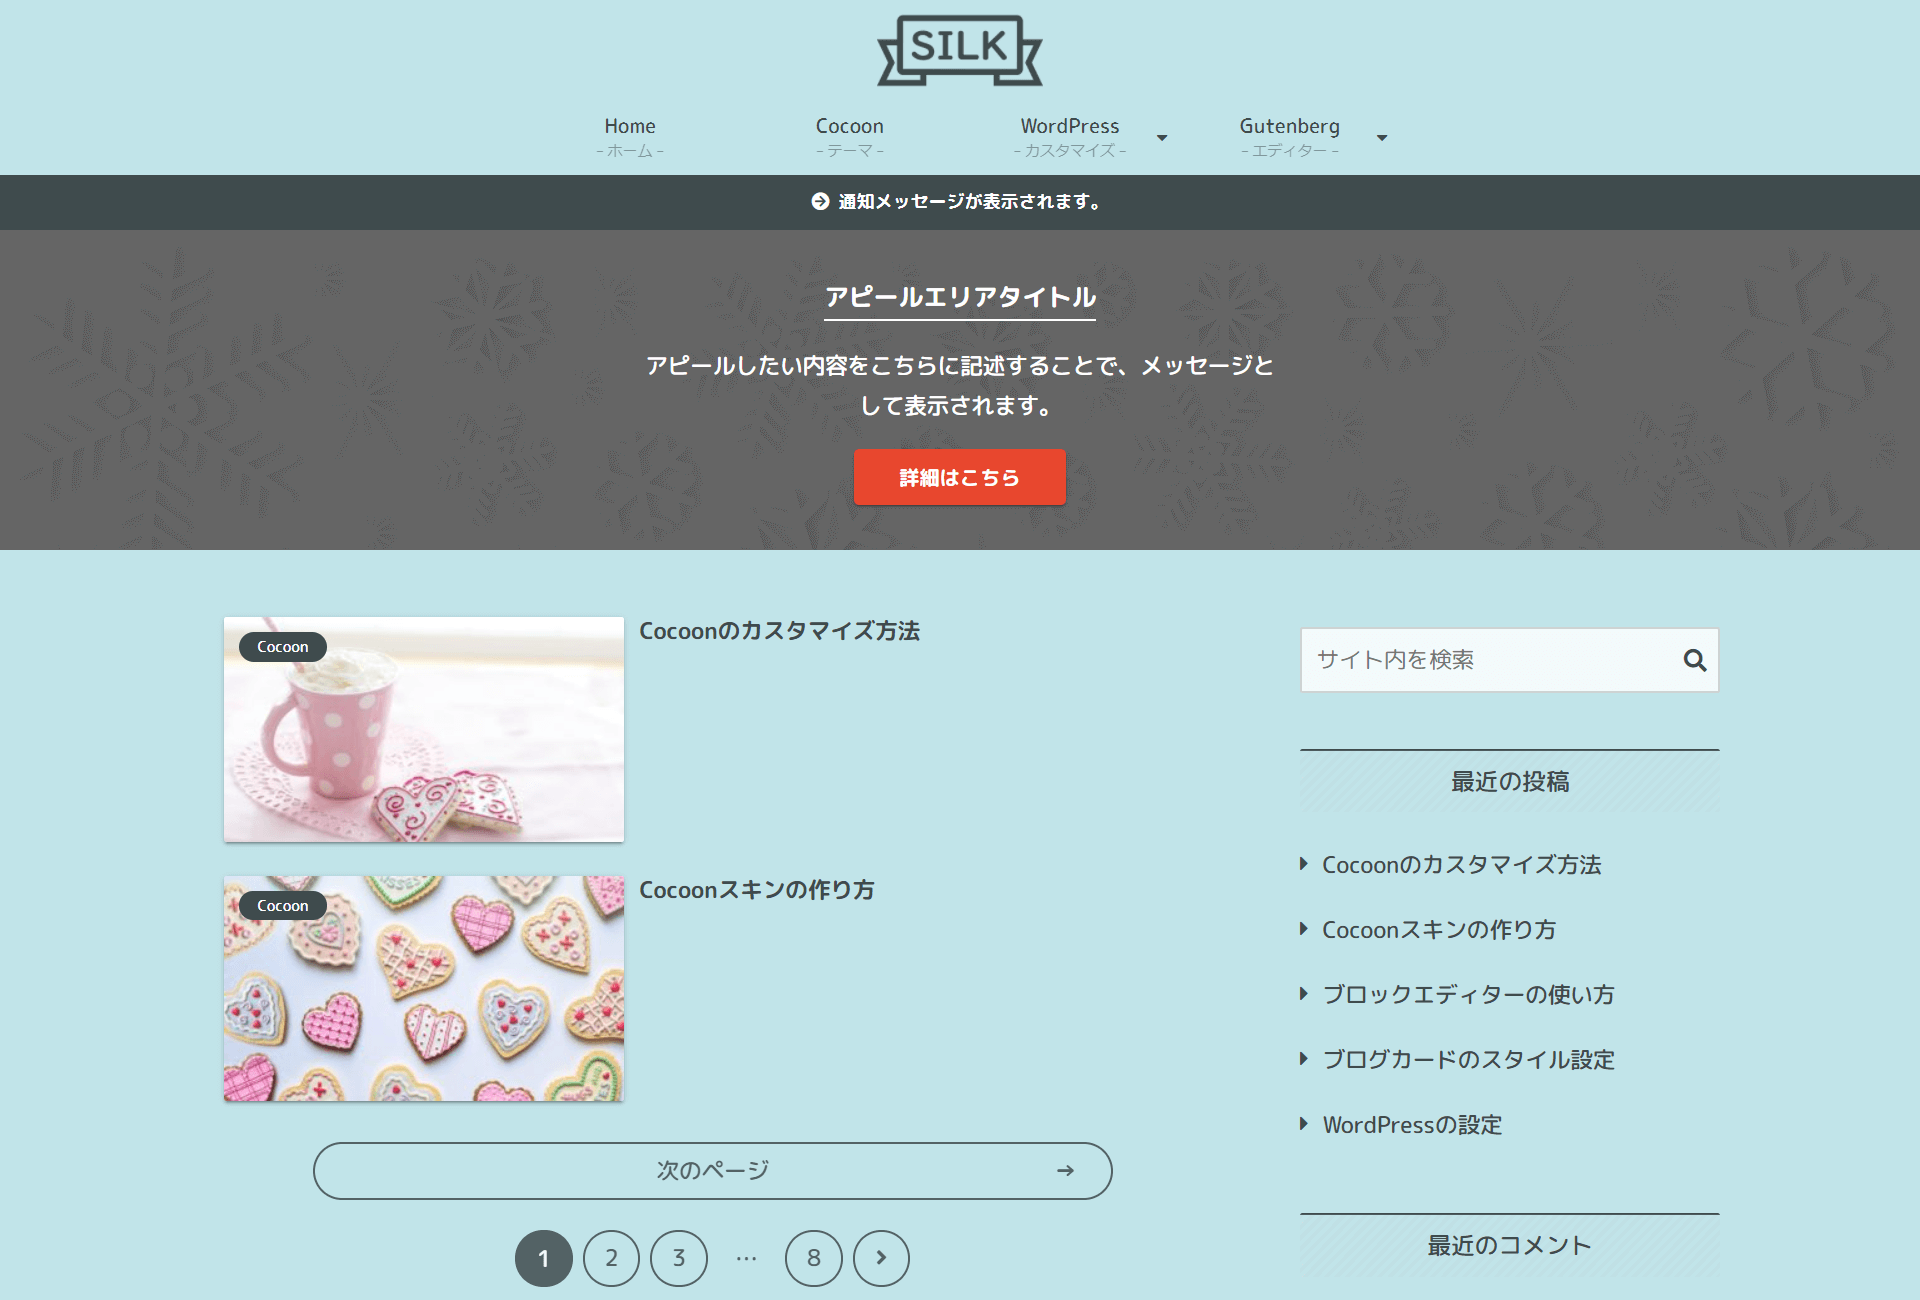 SILK
Home
- ホーム -
Cocoon
- テーマ -
WordPress
- カスタマイズ -
Gutenberg
- エディター -
通知メッセージが表示されます。
アピールエリアタイトル
アピールしたい内容をこちらに記述することで、メッセージと
して表示されます。
詳細はこちら
Cocoon
Cocoonのカスタマイズ方法
Cocoon
Cocoonスキンの作り方
次のページ
1 2 3 … 8
サイト内を検索
最近の投稿
Cocoonのカスタマイズ方法
Cocoonスキンの作り方
ブロックエディターの使い方
ブログカードのスタイル設定
WordPressの設定
最近のコメント